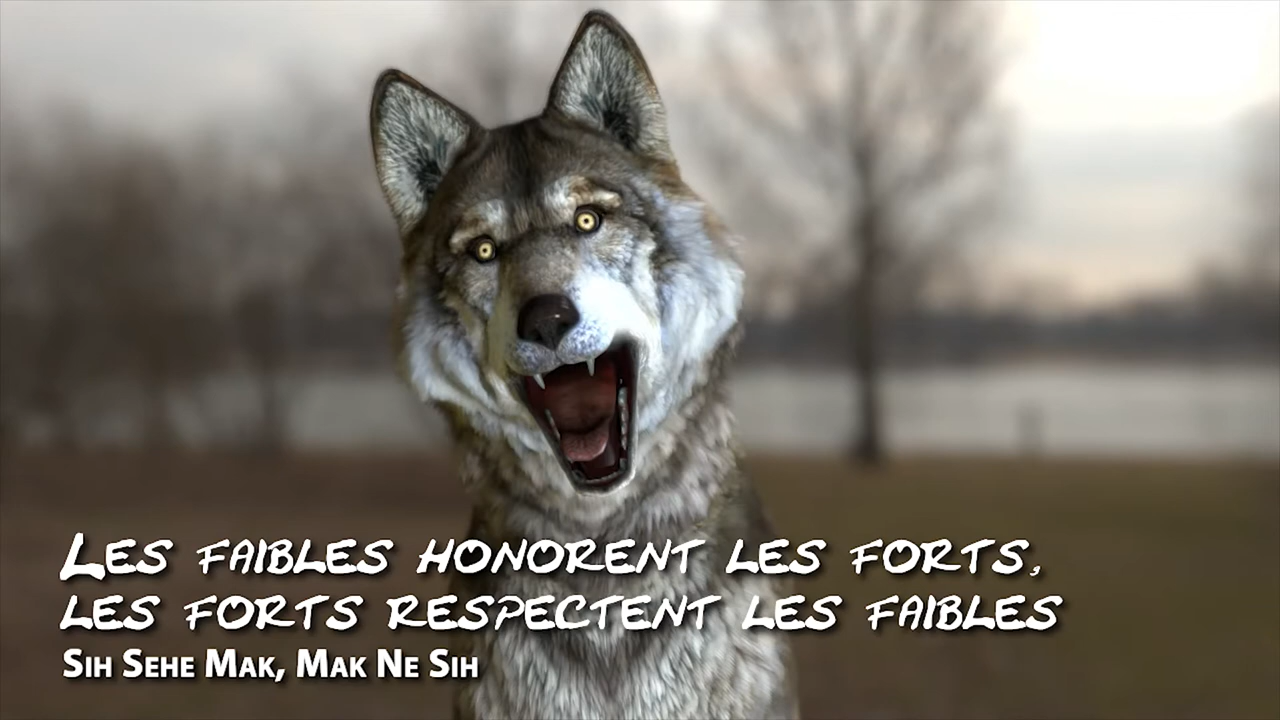 Les faibles honorent les forts,
les forts respectent les faibles
Sih Sehe Mak, Mak Ne Sih